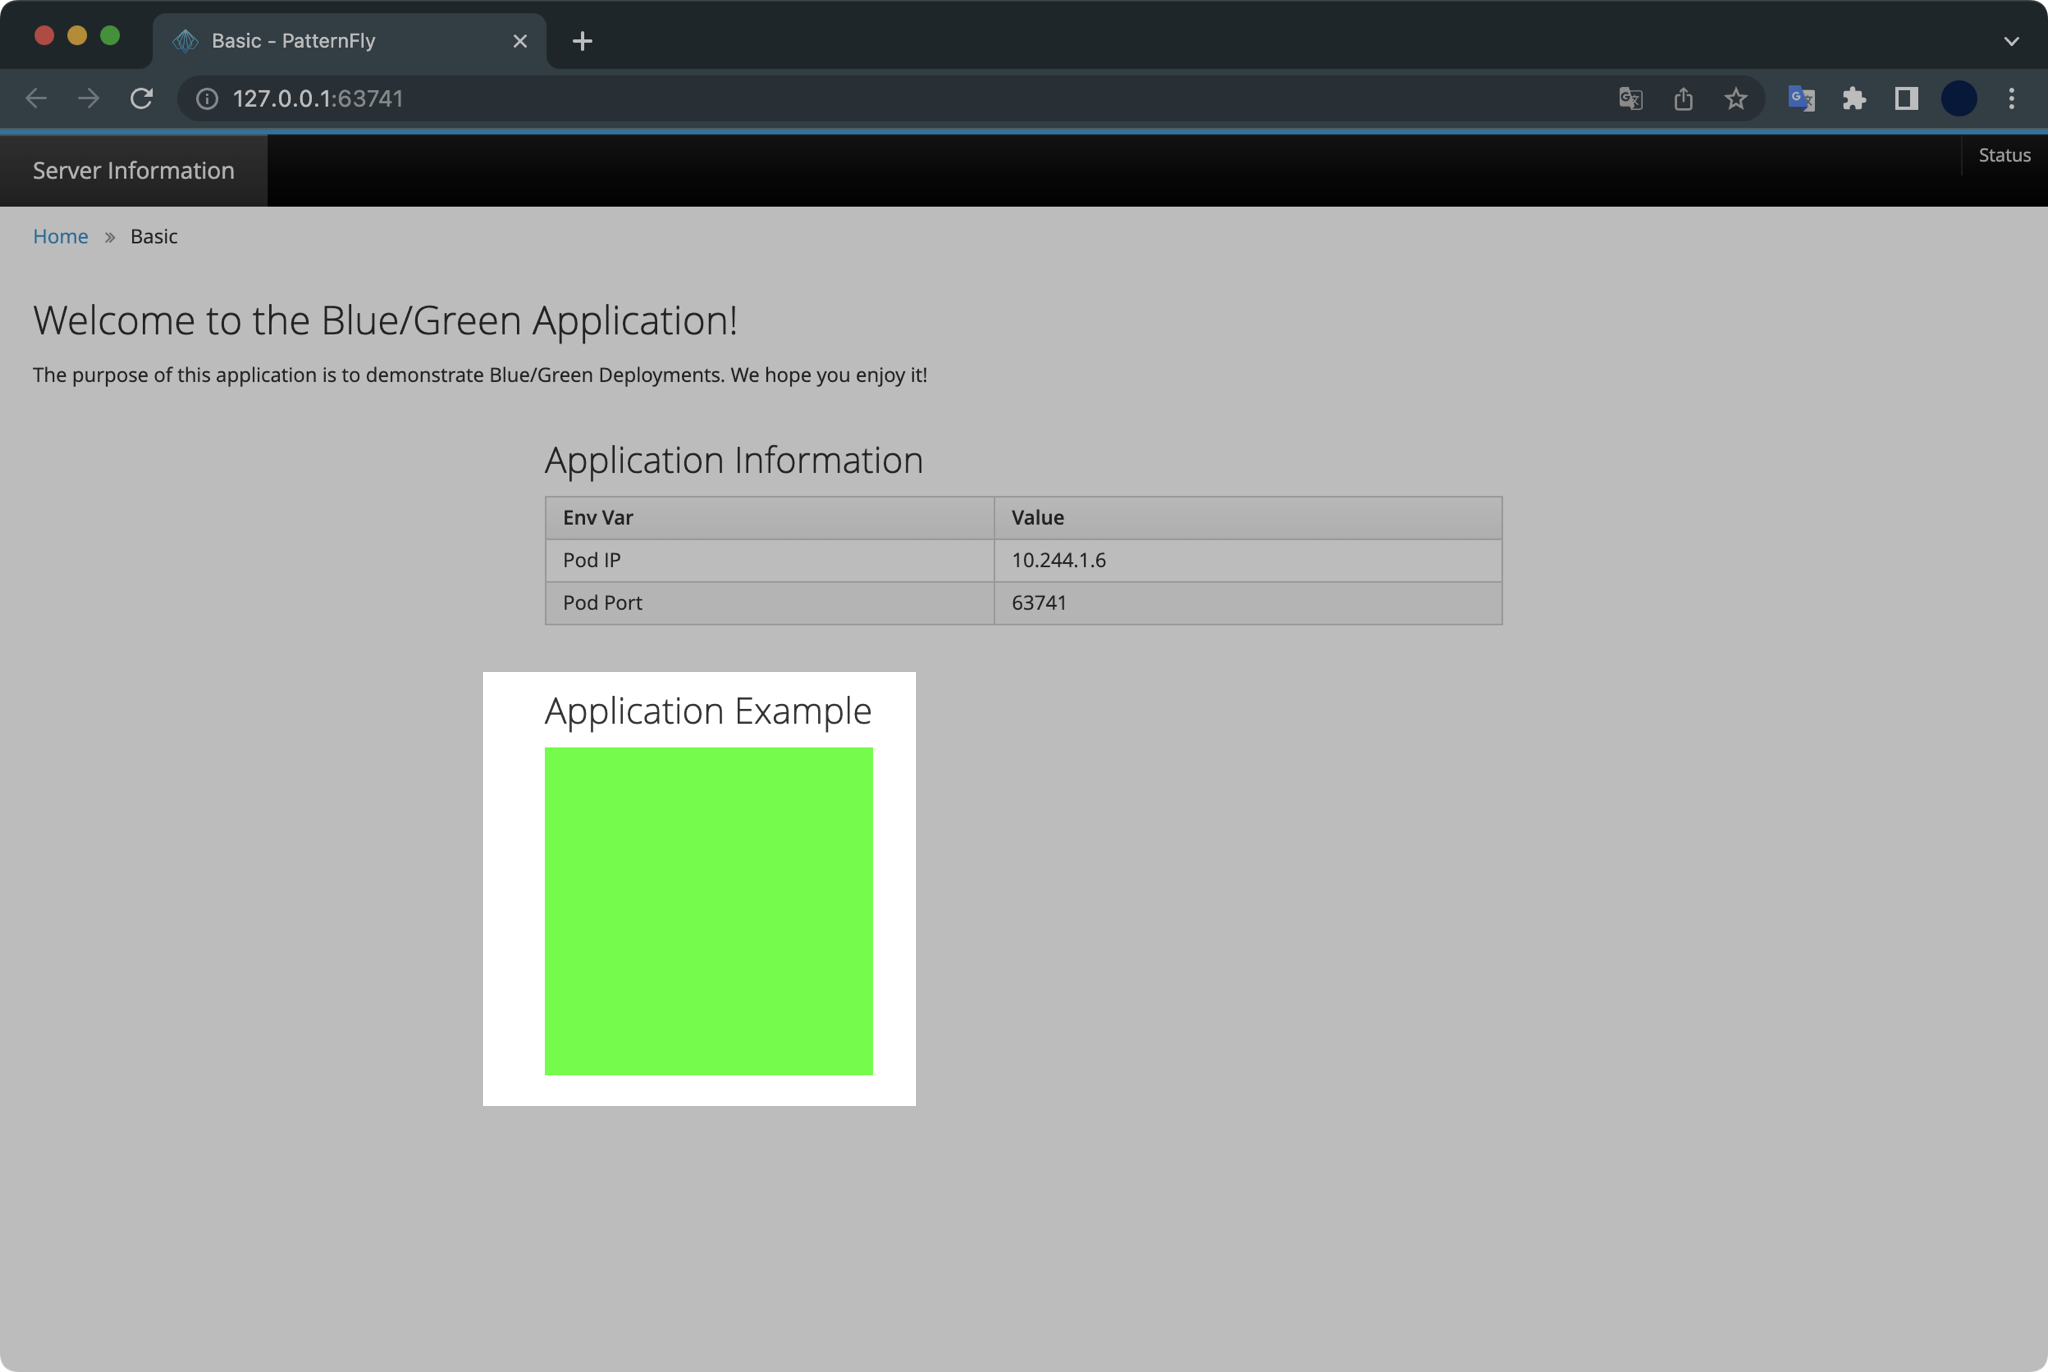 Basic - PatternFly
127.0.0.1:63741
Server Information
Status
Home » Basic
Welcome to the Blue/Green Application!
The purpose of this application is to demonstrate Blue/Green Deployments. We hope you enjoy it!
Application Information
Env Var Value
Pod IP 10.244.1.6
Pod Port 63741
Application Example